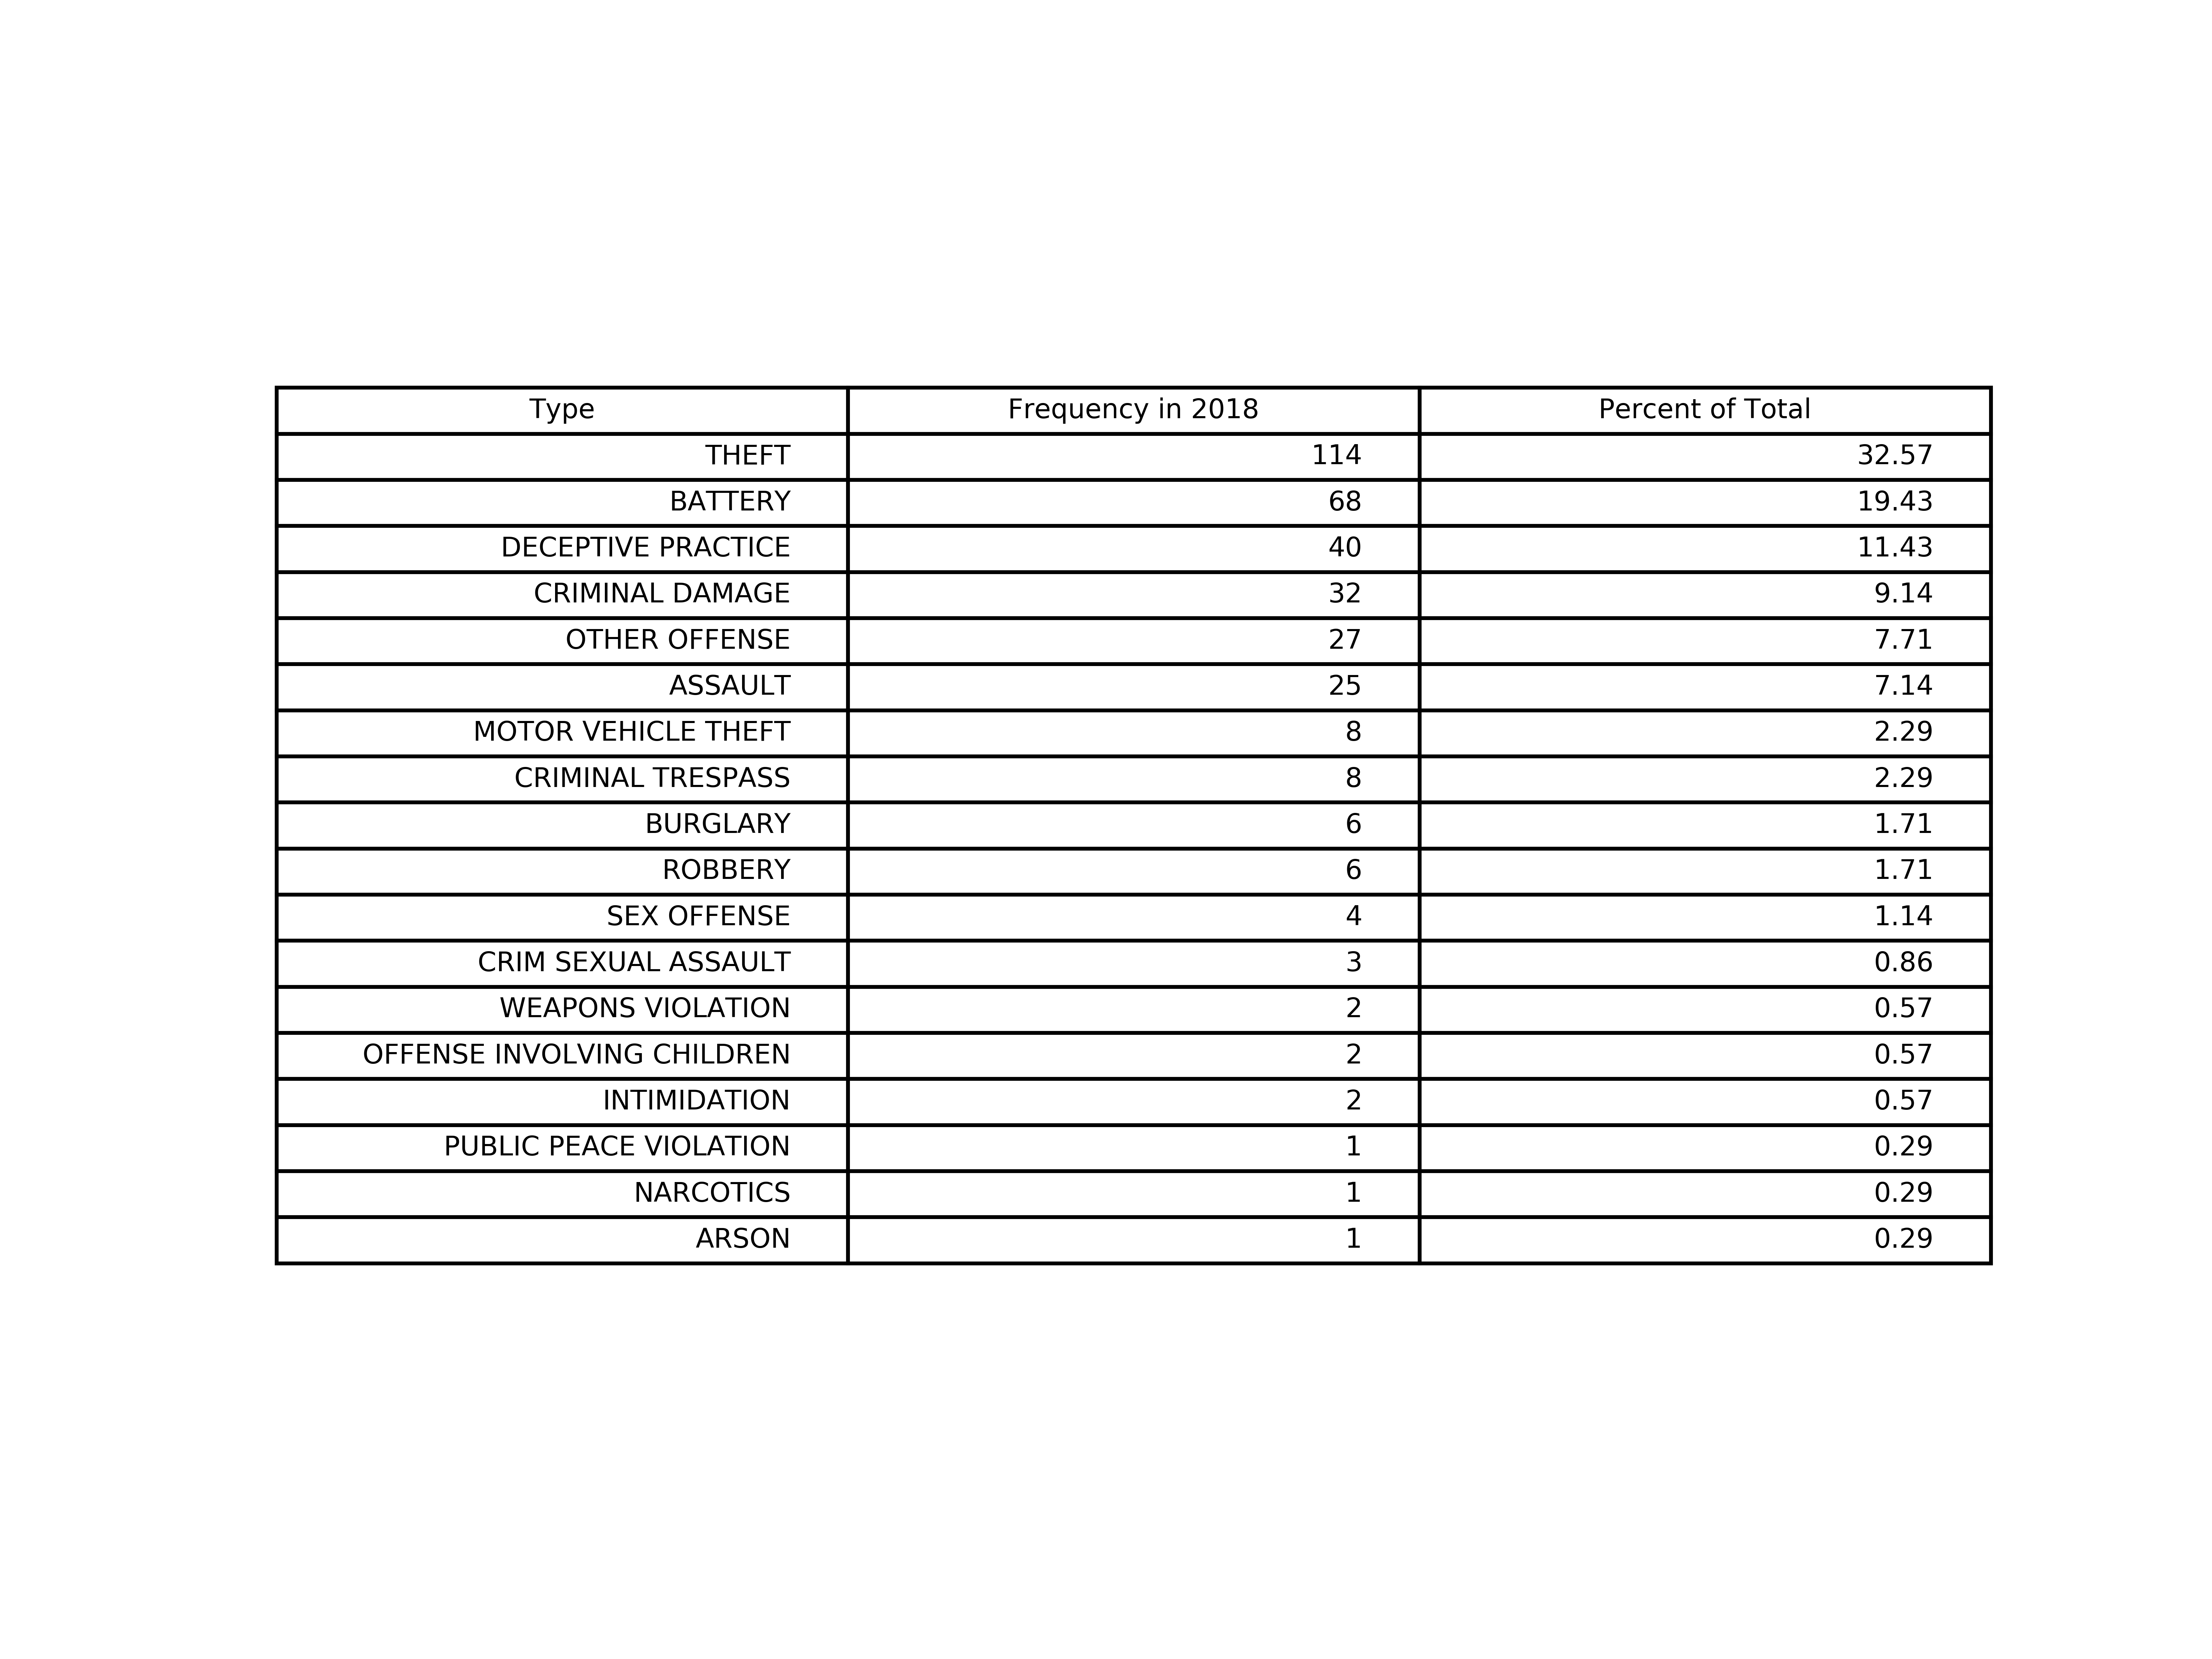 Type Frequency in 2018 Percent of Total
THEFT 114 32.57
BATTERY 68 19.43
DECEPTIVE PRACTICE 40 11.43
CRIMINAL DAMAGE 32 9.14
OTHER OFFENSE 27 7.71
ASSAULT 25 7.14
MOTOR VEHICLE THEFT 8 2.29
CRIMINAL TRESPASS 8 2.29
BURGLARY 6 1.71
ROBBERY 6 1.71
SEX OFFENSE 4 1.14
CRIM SEXUAL ASSAULT 3 0.86
WEAPONS VIOLATION 2 0.57
OFFENSE INVOLVING CHILDREN 2 0.57
INTIMIDATION 2 0.57
PUBLIC PEACE VIOLATION 1 0.29
NARCOTICS 1 0.29
ARSON 1 0.29